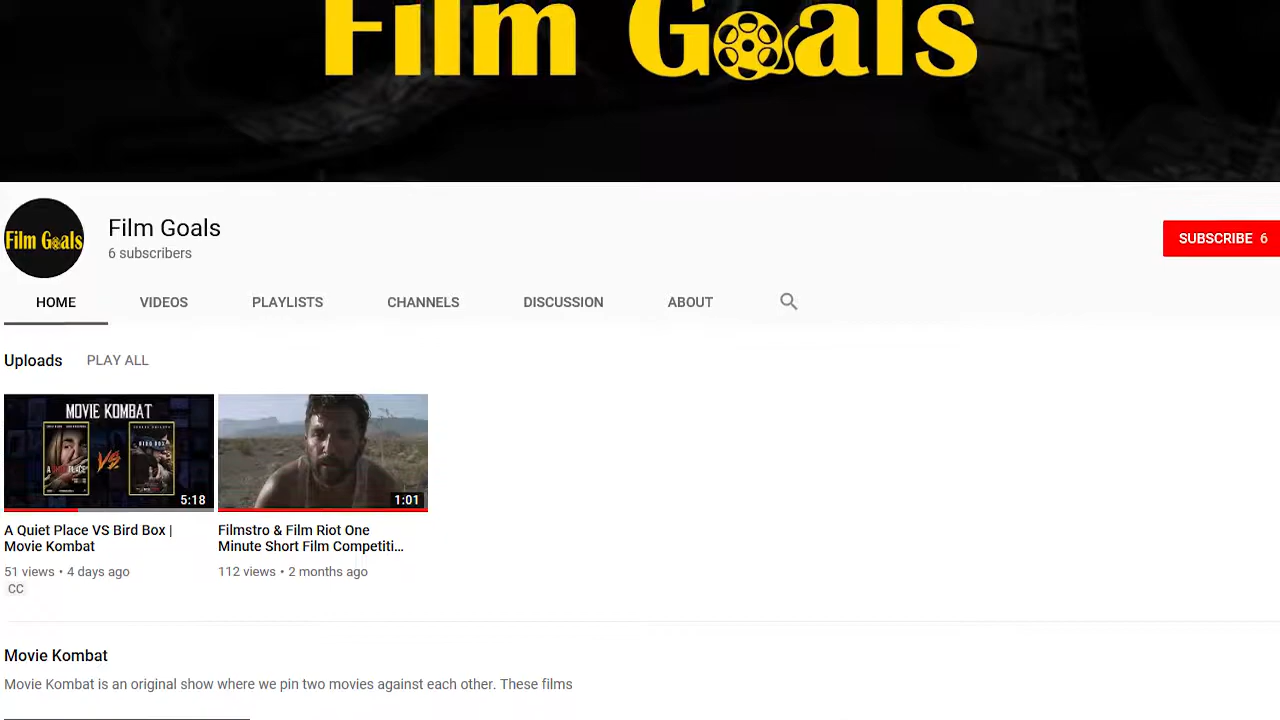 Film Goals
Film Goals
Film Goals
6 subscribers
SUBSCRIBE 6
HOME
VIDEOS
PLAYLISTS
CHANNELS
DISCUSSION
ABOUT
Uploads
PLAY ALL
MOVIE KOMBAT
VS
BIRD BOX
5:18
1:01
A Quiet Place VS Bird Box |
Movie Kombat
51 views • 4 days ago
CC
Filmstro & Film Riot One
Minute Short Film Competiti...
112 views • 2 months ago
Movie Kombat
Movie Kombat is an original show where we pin two movies against each other. These films